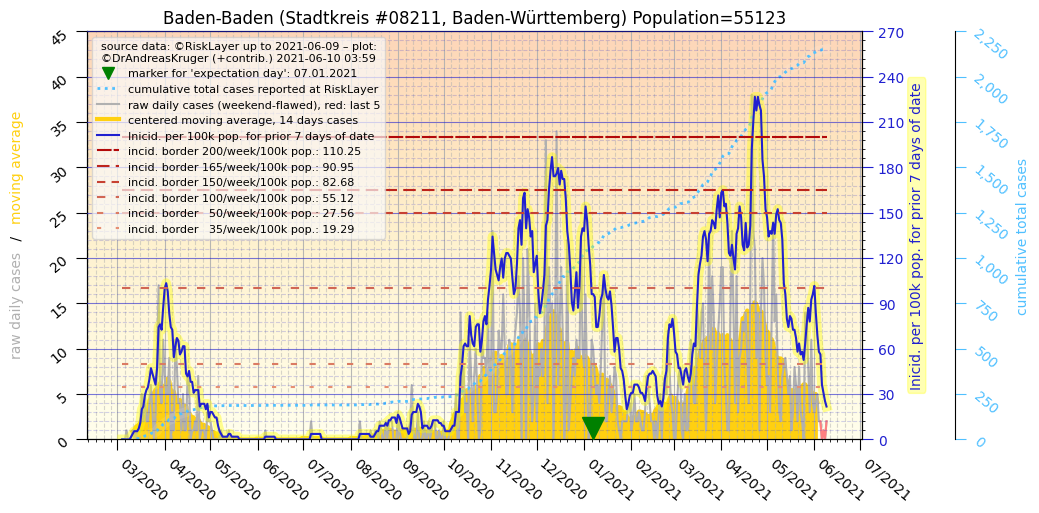 Baden-Baden (Stadtkreis #08211, Baden-Württemberg) Population=55123
source data: ©RiskLayer up to 2021-06-09 – plot:
©DrAndreasKruger (+contrib.) 2021-06-10 03:59
marker for 'expectation day': 07.01.2021
cumulative total cases reported at RiskLayer
raw daily cases (weekend-flawed), red: last 5
centered moving average, 14 days cases
Inicid. per 100k pop. for prior 7 days of date
incid. border 200/week/100k pop.: 110.25
incid. border 165/week/100k pop.: 90.95
incid. border 150/week/100k pop.: 82.68
incid. border 100/week/100k pop.: 55.12
incid. border   50/week/100k pop.: 27.56
incid. border   35/week/100k pop.: 19.29
raw daily cases   /   moving average
45
40
35
30
25
20
15
10
5
0
270
240
210
180
150
120
90
60
30
0
Inicid. per 100k pop. for prior 7 days of date
2,250
2,000
1,750
1,500
1,250
1,000
750
500
250
0
cumulative total cases
03/2020
04/2020
05/2020
06/2020
07/2020
08/2020
09/2020
10/2020
11/2020
12/2020
01/2021
02/2021
03/2021
04/2021
05/2021
06/2021
07/2021